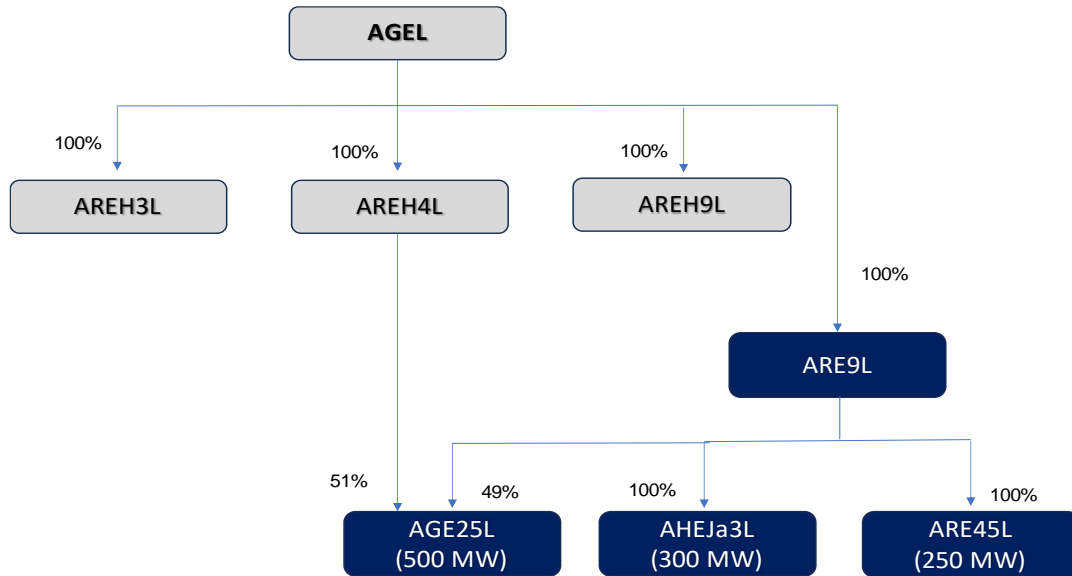 AGEL
100%
100%
100%
AREH3L
AREH4L
AREH9L
100%
ARE9L
51%
49%
100%
100%
AGE25L
(500 MW)
AHEJa3L
(300 MW)
ARE45L
(250 MW)